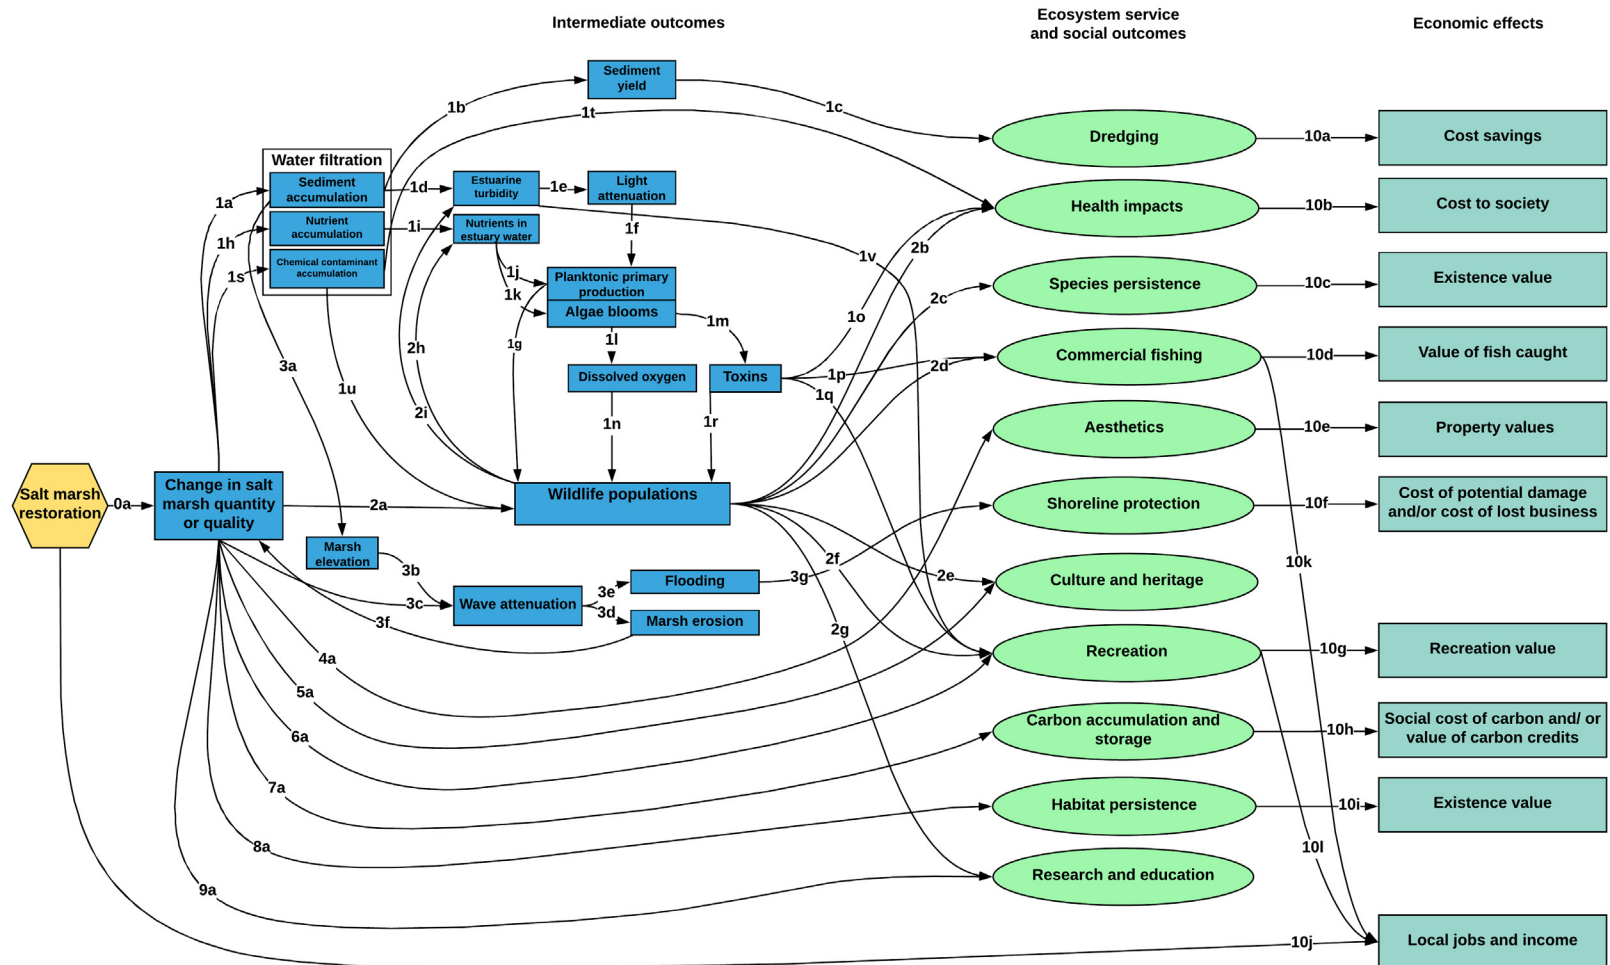 Intermediate outcomes
Ecosystem service
and social outcomes
Economic effects
Sediment
yield
1b
1c
1t
Dredging
10a
Cost savings
Water filtration
Sediment
accumulation
1a
1d
Estuarine
turbidity
1e
Light
attenuation
Health impacts
10b
Cost to society
Nutrient
accumulation
1h
1i
Nutrients in
estuary water
1f
2b
1v
Chemical contaminant
accumulation
1s
1j
1k
Planktonic primary
production
Algae blooms
Species persistence
10c
Existence value
2c
1o
1m
1l
1g
2h
3a
1u
2i
Dissolved oxygen
Toxins
1p
1q
2d
Commercial fishing
10d
Value of fish caught
1n
1r
Aesthetics
10e
Property values
Salt marsh
restoration
0a
Change in salt
marsh quantity
or quality
2a
Wildlife populations
Shoreline protection
10f
Cost of potential damage
and/or cost of lost business
Marsh
elevation
3b
3c
Wave attenuation
3e
3d
Flooding
Marsh erosion
3g
2f
2e
Culture and heritage
10k
3f
2g
4a
Recreation
10g
Recreation value
5a
6a
Carbon accumulation and
storage
10h
Social cost of carbon and/ or
value of carbon credits
7a
Habitat persistence
10i
Existence value
8a
10l
9a
Research and education
10j
Local jobs and income